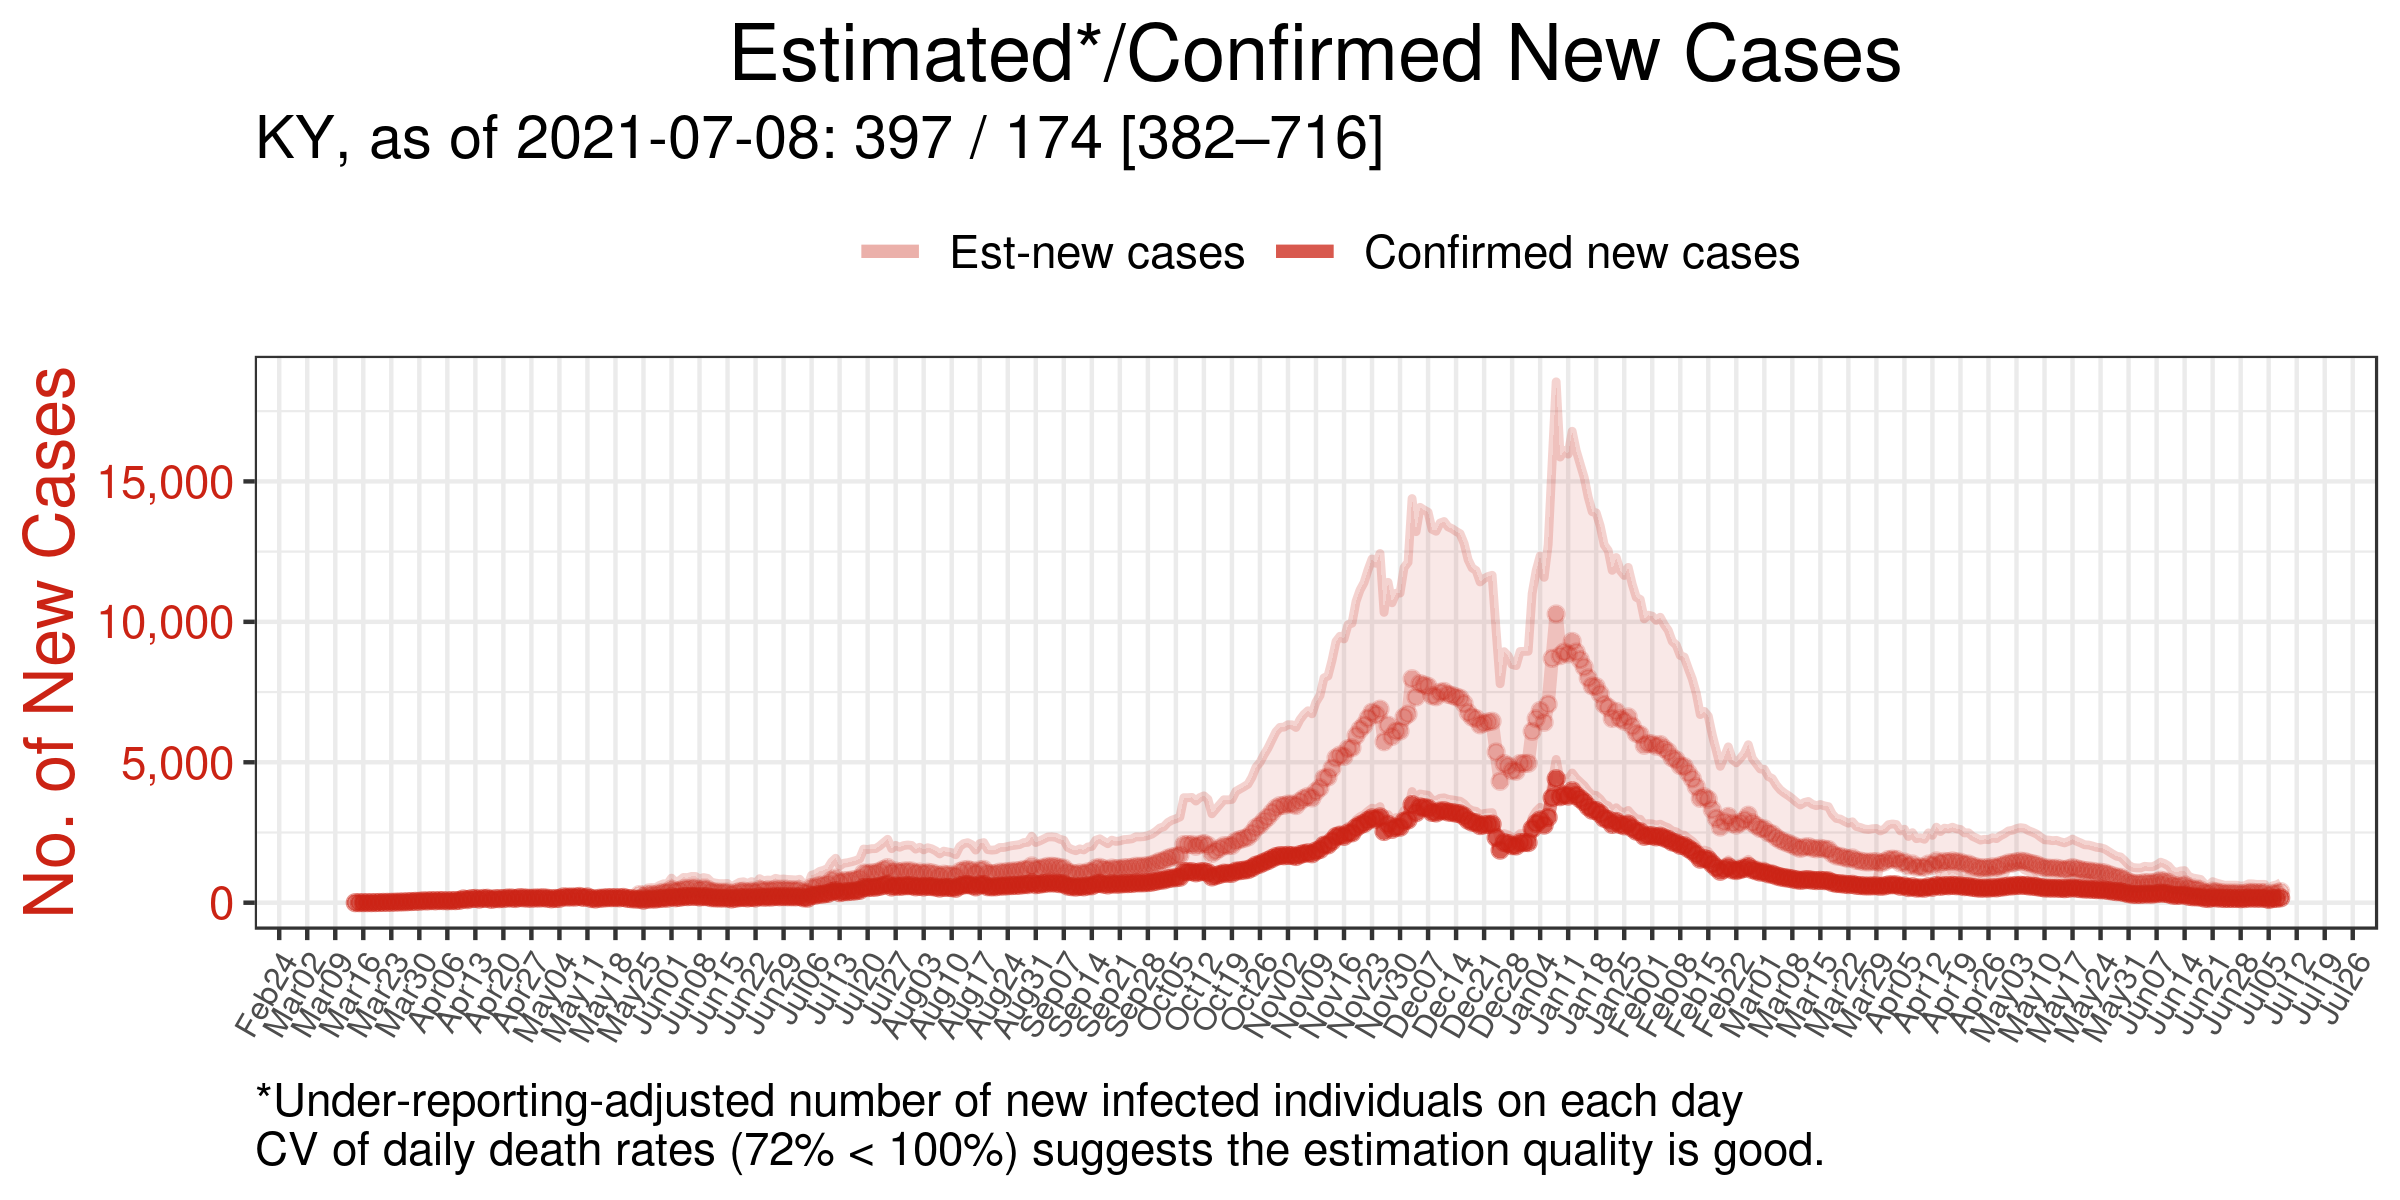 Estimated*/Confirmed New Cases
KY, as of 2021-07-08: 397 / 174 [382–716]
Est-new cases
Confirmed new cases
No. of New Cases
15,000
10,000
5,000
0
Feb24
Mar02
Mar09
Mar16
Mar23
Mar30
Apr06
Apr13
Apr20
Apr27
May04
May11
May18
May25
Jun01
Jun08
Jun15
Jun22
Jun29
Jul06
Jul13
Jul20
Jul27
Aug03
Aug10
Aug17
Aug24
Aug31
Sep07
Sep14
Sep21
Sep28
Oct05
Oct12
Oct19
Oct26
Nov02
Nov09
Nov16
Nov23
Nov30
Dec07
Dec14
Dec21
Dec28
Jan04
Jan11
Jan18
Jan25
Feb01
Feb08
Feb15
Feb22
Mar01
Mar08
Mar15
Mar22
Mar29
Apr05
Apr12
Apr19
Apr26
May03
May10
May17
May24
May31
Jun07
Jun14
Jun21
Jun28
Jul05
Jul12
Jul19
Jul26
*Under-reporting-adjusted number of new infected individuals on each day
CV of daily death rates (72% < 100%) suggests the estimation quality is good.